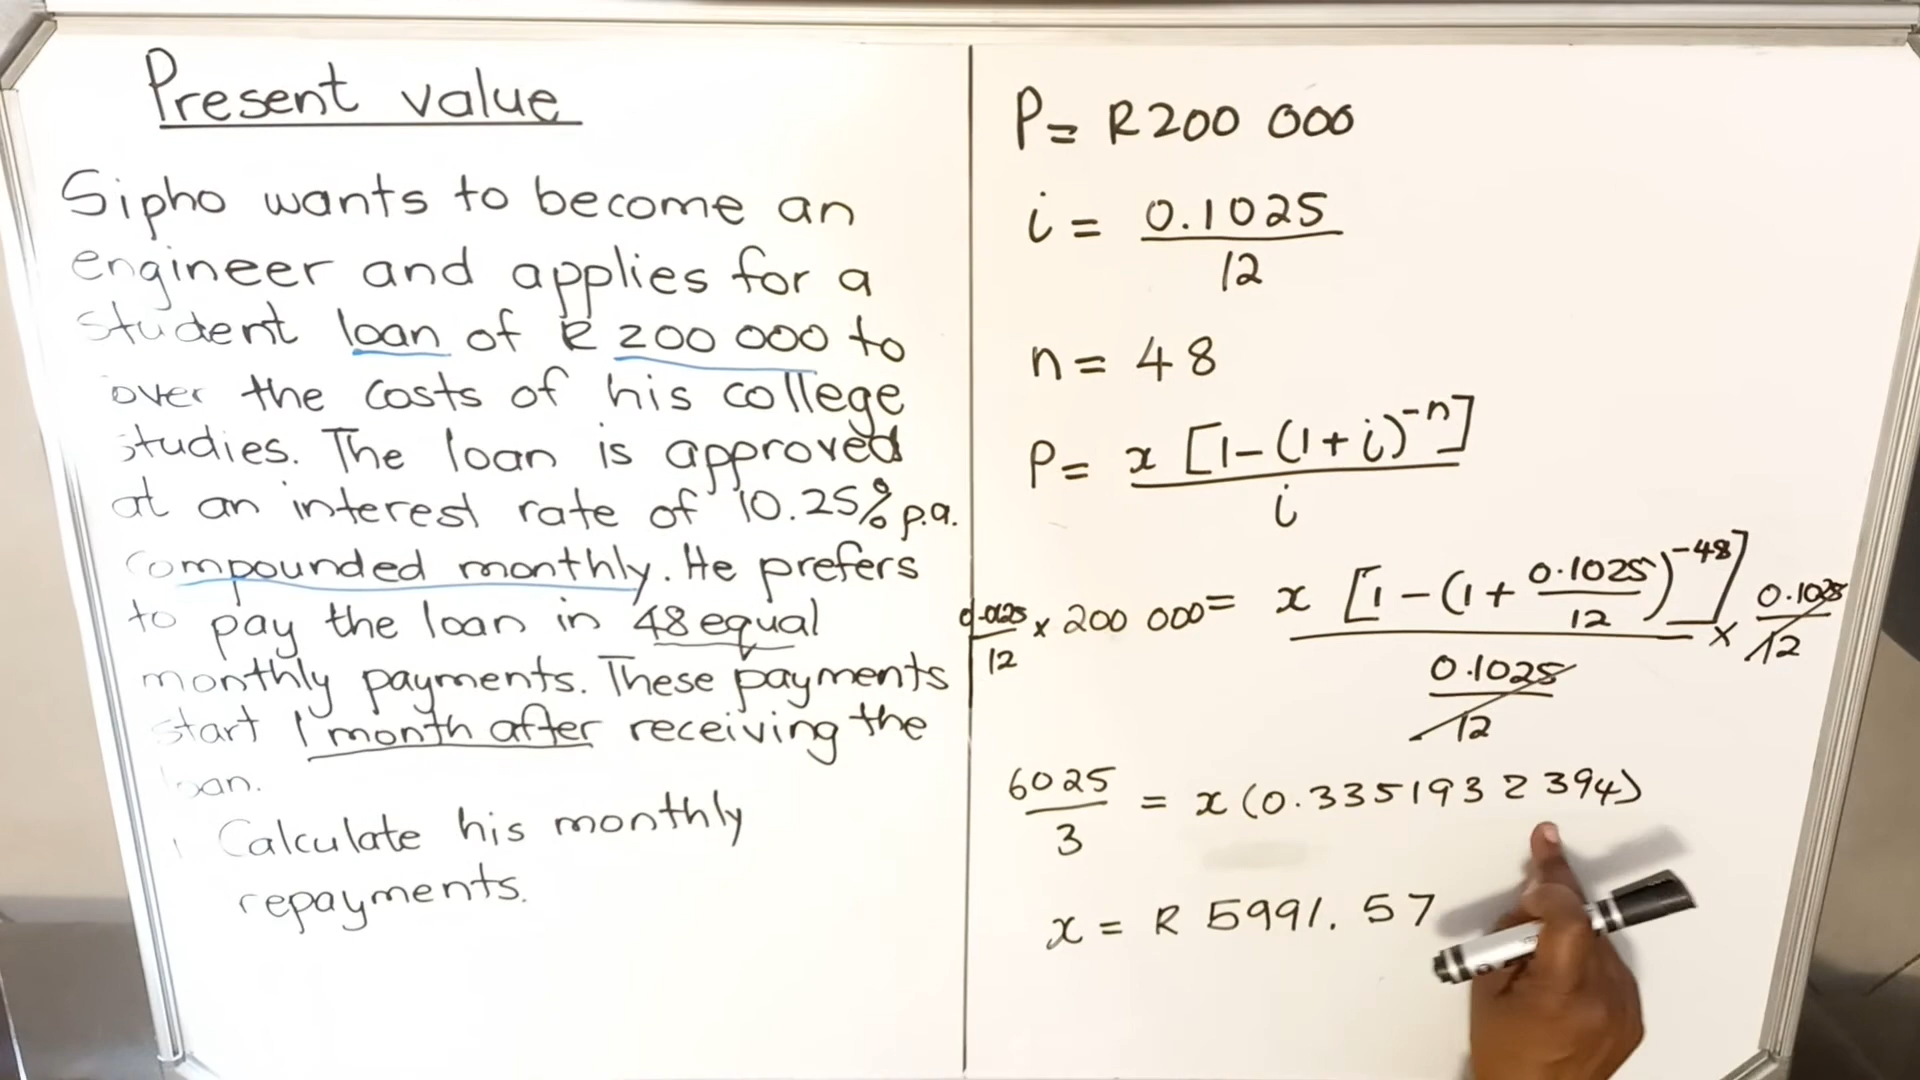 Present value
Sipho wants to become an
engineer and applies for a
student loan of R 200 000 to
over the costs of his college
studies. The loan is approved
at an interest rate of 10.25% p.a.
compounded monthly. He prefers
to pay the loan in 48 equal
monthly payments. These payments
start 1 month after receiving the
oan.
Calculate his monthly
repayments.
P = R200 000
i = 0.1025
12
n = 48
P = x [1-(1+i)^-n]
i
× 200 000 = x [1-(1+ 0.1025/12)^-48] × 0.1025/12
12
0.1025
12
6025
3
= x(0.3351932394)
x = R 5991.57